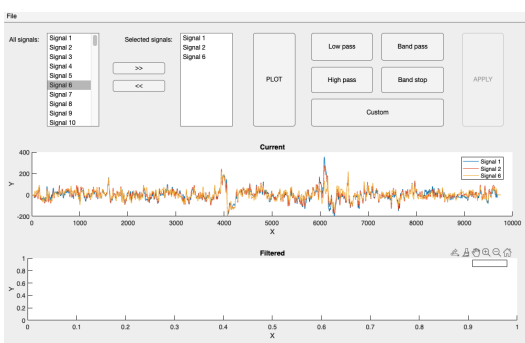 File
All signals:
Signal 1
Signal 2
Signal 3
Signal 4
Signal 5
Signal 6
Signal 7
Signal 8
Signal 9
Signal 10
>>
<<
Selected signals:
Signal 1
Signal 2
Signal 6
PLOT
Low pass
Band pass
High pass
Band stop
Custom
APPLY
Current
400
200
0
-200
Y
0 1000 2000 3000 4000 5000 6000 7000 8000 9000 10000
X
Signal 1
Signal 2
Signal 6
Filtered
1
0.8
0.6
0.4
0.2
0
Y
0 0.1 0.2 0.3 0.4 0.5 0.6 0.7 0.8 0.9 1
X